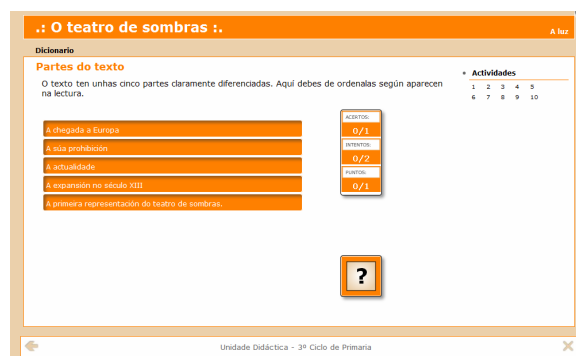 .: O teatro de sombras :.
A luz
Dicionario
Partes do texto
O texto ten unhas cinco partes claramente diferenciadas. Aquí debes de ordenalas según aparecen
na lectura.
A chegada a Europa
A súa prohibición
A actualidade
A expansión no século XIII
A primeira representación do teatro de sombras.
ACERTOS:
0/1
INTENTOS:
0/2
PUNTOS:
0/1
?
Actividades
1 2 3 4 5
6 7 8 9 10
Unidade Didáctica - 3º Ciclo de Primaria